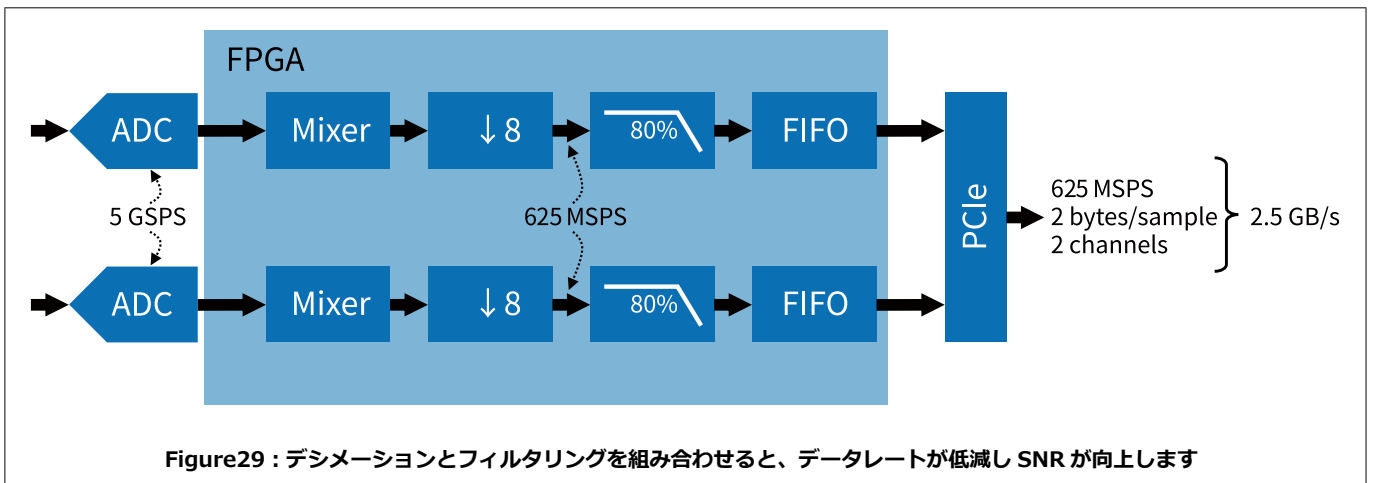 FPGA
ADC
Mixer
↓8
80%
FIFO
5 GSPS
625 MSPS
PCIe
625 MSPS
2 bytes/sample
2 channels
2.5 GB/s
ADC
Mixer
↓8
80%
FIFO
Figure29：デシメーションとフィルタリングを組み合わせると、データレートが低減し SNR が向上します